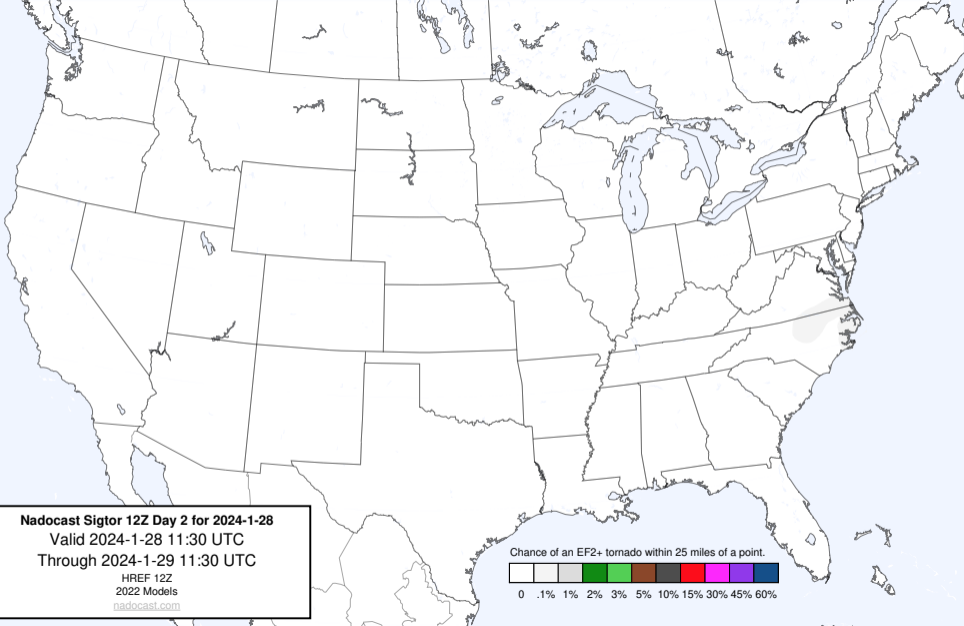 Nadocast Sigtor 12Z Day 2 for 2024-1-28
Valid 2024-1-28 11:30 UTC
Through 2024-1-29 11:30 UTC
HREF 12Z
2022 Models
nadocast.com
Chance of an EF2+ tornado within 25 miles of a point.
0 .1% 1% 2% 3% 5% 10% 15% 30% 45% 60%